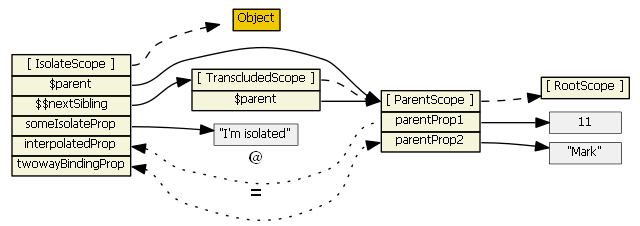 Object
[ IsolateScope ]
$parent
$$nextSibling
someIsolateProp
interpolatedProp
twowayBindingProp
[ TranscludedScope ]
$parent
"I'm isolated"
@
=
[ ParentScope ]
parentProp1
parentProp2
[ RootScope ]
11
"Mark"